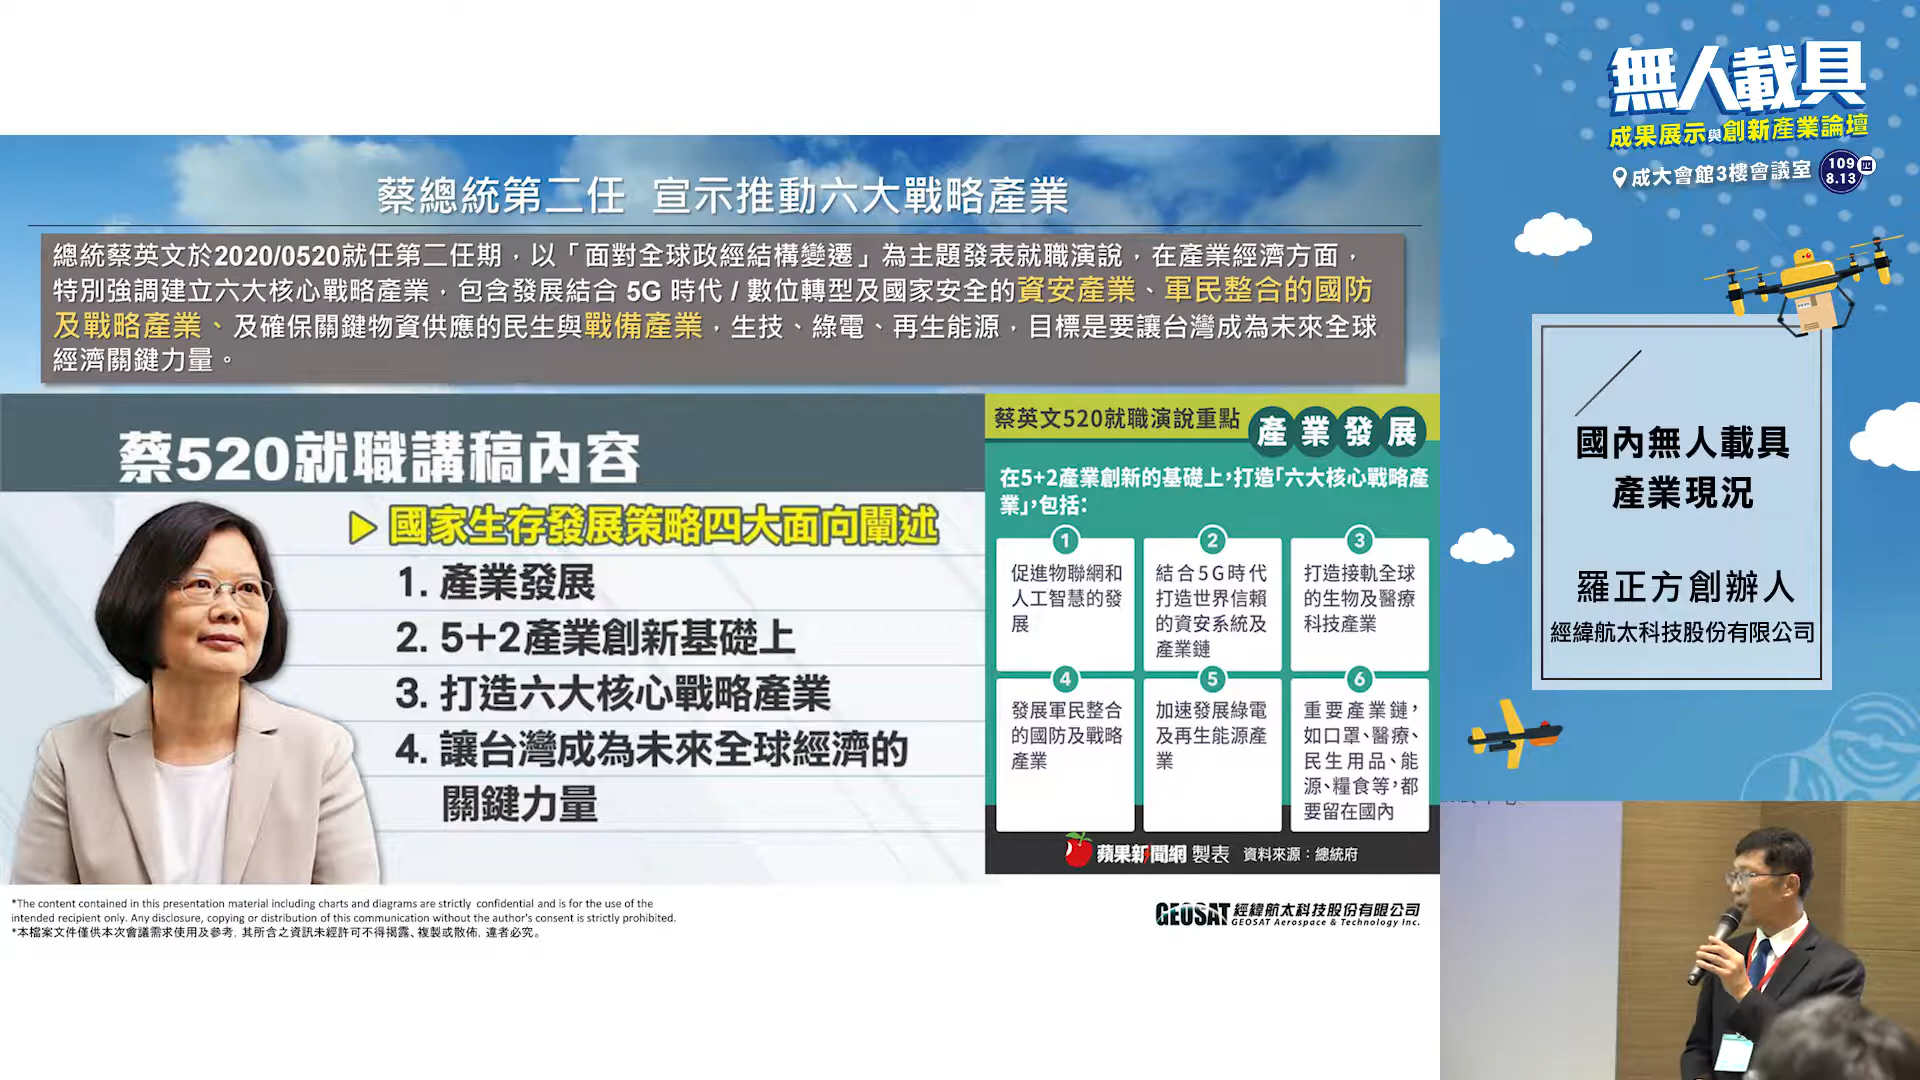 蔡總統第二任 宣示推動六大戰略產業
總統蔡英文於2020/0520就任第二任期，以「面對全球政經結構變遷」為主題發表就職演說，在產業經濟方面，
特別強調建立六大核心戰略產業，包含發展結合 5G 時代 / 數位轉型及國家安全的資安產業、軍民整合的國防
及戰略產業、及確保關鍵物資供應的民生與戰備產業，生技、綠電、再生能源，目標是要讓台灣成為未來全球
經濟關鍵力量。
蔡520就職講稿內容
▶國家生存發展策略四大面向闡述
1. 產業發展
2. 5+2產業創新基礎上
3. 打造六大核心戰略產業
4. 讓台灣成為未來全球經濟的
關鍵力量
蔡英文520就職演說重點 產業發展
在5+2產業創新的基礎上,打造「六大核心戰略產
業」,包括:
1
促進物聯網和
人工智慧的發
展
2
結合5G時代
打造世界信賴
的資安系統及
產業鏈
3
打造接軌全球
的生物及醫療
科技產業
4
發展軍民整合
的國防及戰略
產業
5
加速發展綠電
及再生能源產
業
6
重要產業鏈,
如口罩、醫療、
民生用品、能
源、糧食等,都
要留在國內
蘋果新聞網 製表 資料來源：總統府
*The content contained in this presentation material including charts and diagrams are strictly confidential and is for the use of the
intended recipient only. Any disclosure, copying or distribution of this communication without the author's consent is strictly prohibited.
*本檔案文件僅供本次會議需求使用及參考, 其所含之資訊未經許可不得揭露、複製或散佈, 違者必究。
GEOSAT 經緯航太科技股份有限公司
GEOSAT Aerospace & Technology Inc.
無人載具
成果展示與創新產業論壇
成大會館3樓會議室 109 8.13 四
國內無人載具
產業現況
羅正方創辦人
經緯航太科技股份有限公司